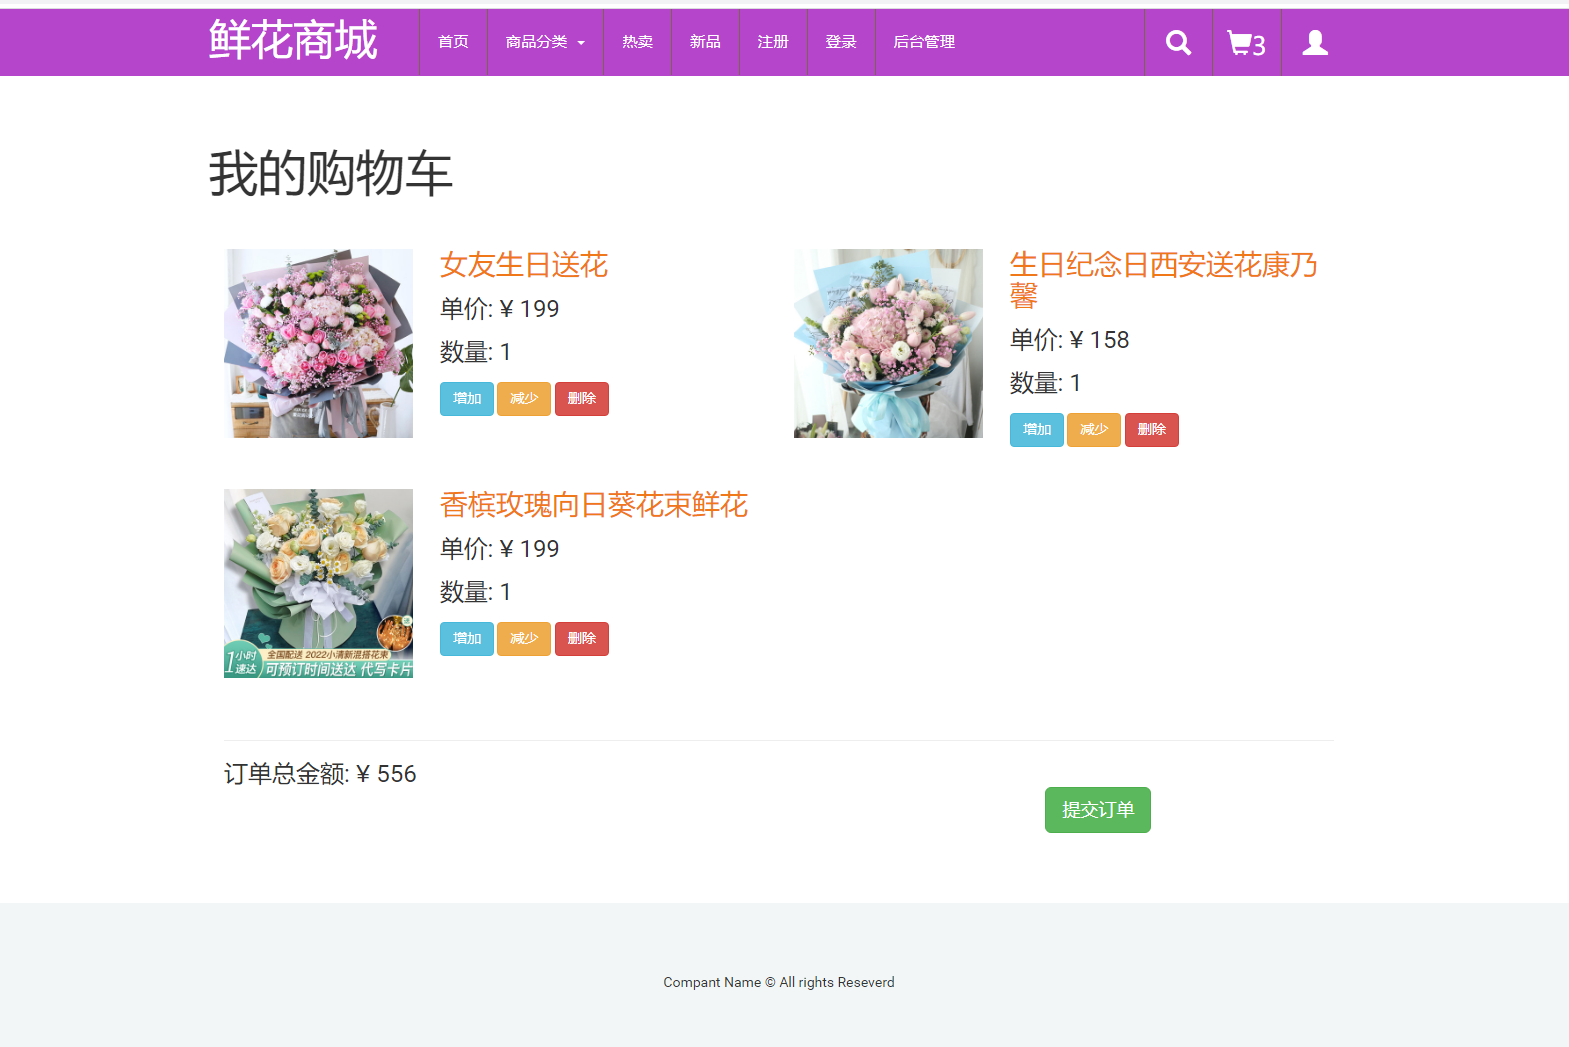 鲜花商城
首页
商品分类
热卖
新品
注册
登录
后台管理
3
我的购物车
女友生日送花
单价: ¥ 199
数量: 1
增加 减少 删除
生日纪念日西安送花康乃
馨
单价: ¥ 158
数量: 1
增加 减少 删除
香槟玫瑰向日葵花束鲜花
单价: ¥ 199
数量: 1
增加 减少 删除
1小时
速达
全国配送 2022小清新混搭花束
可预订时间送达 代写卡片
订单总金额: ¥ 556
提交订单
Compant Name © All rights Reseverd